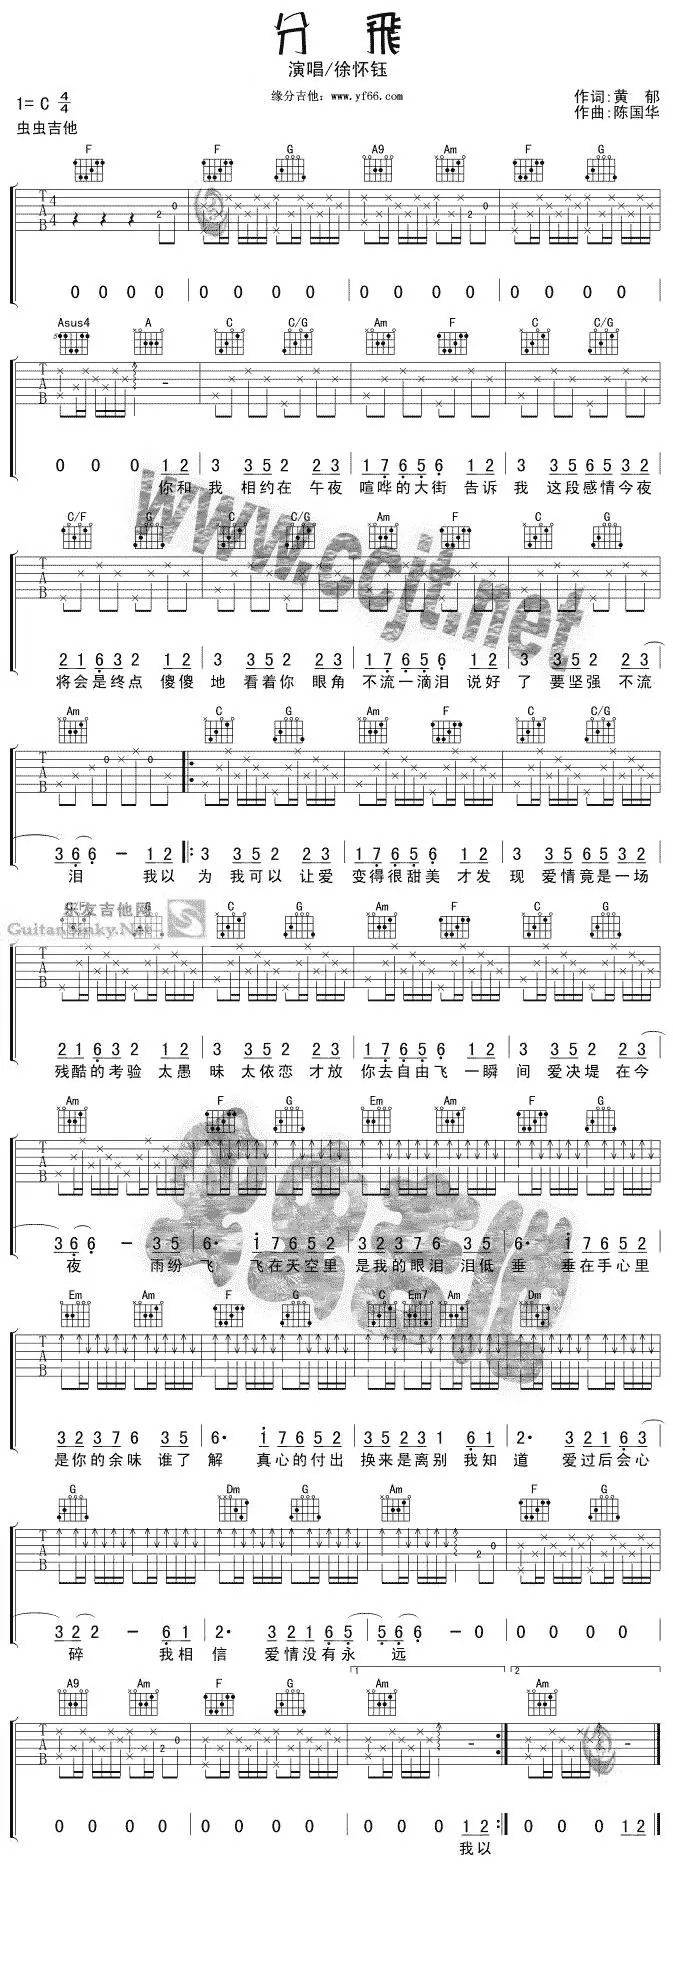 分 飛
演唱/徐怀钰
缘分吉他：www.yf66.com
1= C 4/4
作词:黄 郁
虫虫吉他
作曲:陈国华
F F G A9 Am F G
0 0 0 0 0 0 0 0 0 0 0 0 0 0 0 0
Asus4 A C C/G Am F C C/G
0 0 0 1 2 3 3 5 2 2 3 1 7 6 5 6 1 2 3 3 5 6 5 3 2
你和 我 相约在 午夜 喧哗的大街 告诉 我 这段感情今夜
C/F G C C/G Am F C G
2 1 6 3 2 1 2 3 3 5 2 2 3 1 7 6 5 6 1 2 3 3 5 2 2 3
将会是终点 傻傻 地 看着你 眼角 不流一滴泪 说好 了 要坚强 不流
Am C G Am F C C/G
3 6 6 - 1 2 3 3 5 2 2 3 1 7 6 5 6 1 2 3 3 5 6 5 3 2
泪 我以 为 我可以 让爱 变得很甜美 才发 现 爱情竟是一场
G C G Am F C G
2 1 6 3 2 1 2 3 3 5 2 2 3 1 7 6 5 6 1 2 3 3 5 2 2 3
残酷的考验 太愚 昧 太依恋 才放 你去自由飞 一瞬 间 爱决堤 在今
Am F G Em Am F G
3 6 6 - 3 5 6· 1 7 6 5 2 3 2 3 7 6 3 5 6· 1 7 6 5 2
夜 雨纷 飞 飞在天空里 是我的眼泪 泪低 垂 垂在手心里
Em Am F G C Em7 Am Dm
3 2 3 7 6 3 5 6· 1 7 6 5 2 3 5 2 3 1 6 1 2· 2 1 6 3
是你的余味 谁了 解 真心的付出 换来是离别 我知 道 爱过后会心
G Dm G Am F G
3 2 2 - 6 1 2· 3 2 1 6 5 5 6 6 - 0 0 0 0 0
碎 我相 信 爱情没有永 远
A9 Am F G Am Am
0 0 0 0 0 0 0 0 0 0 0 1 2 0 0 0 1 2
我以
www.ccjt.net